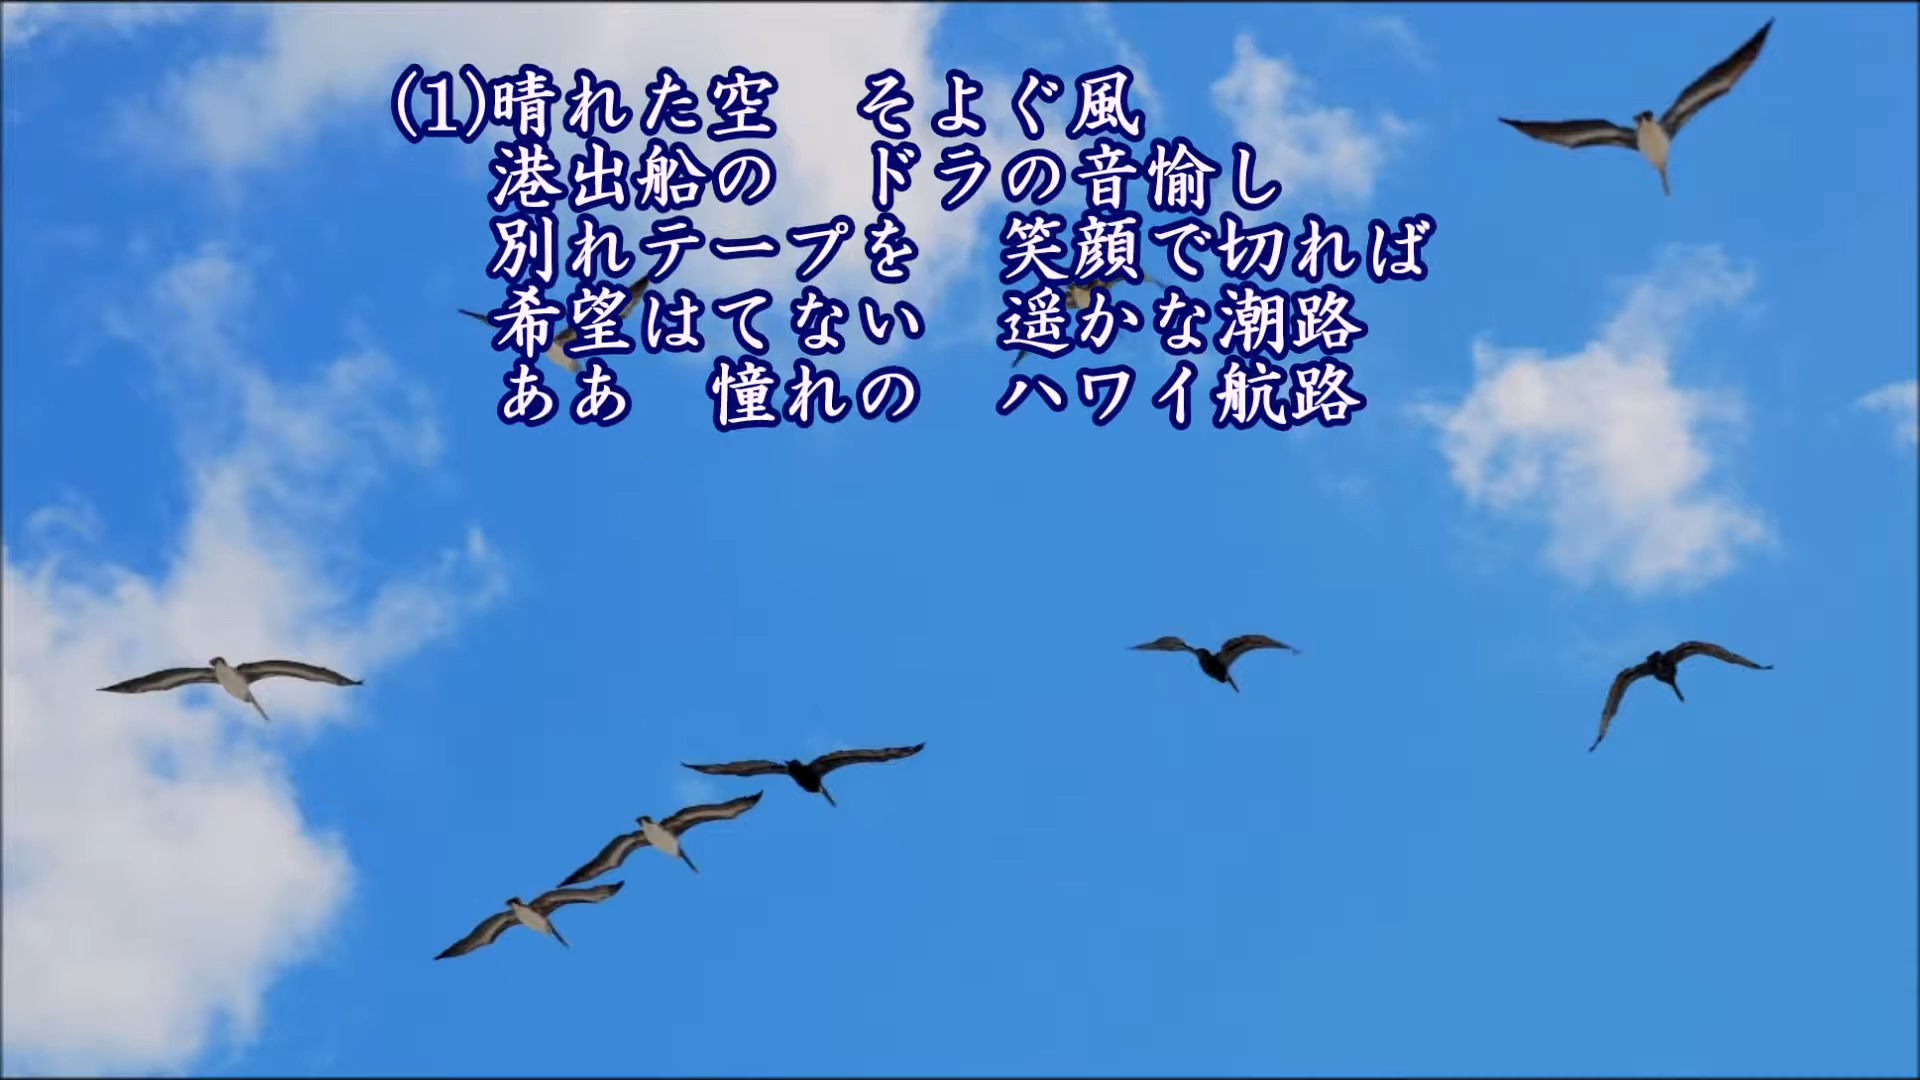 (1)晴れた空　そよぐ風
港出船の　ドラの音愉し
別れテープを　笑顔で切れば
希望はてない　遥かな潮路
ああ　憧れの　ハワイ航路